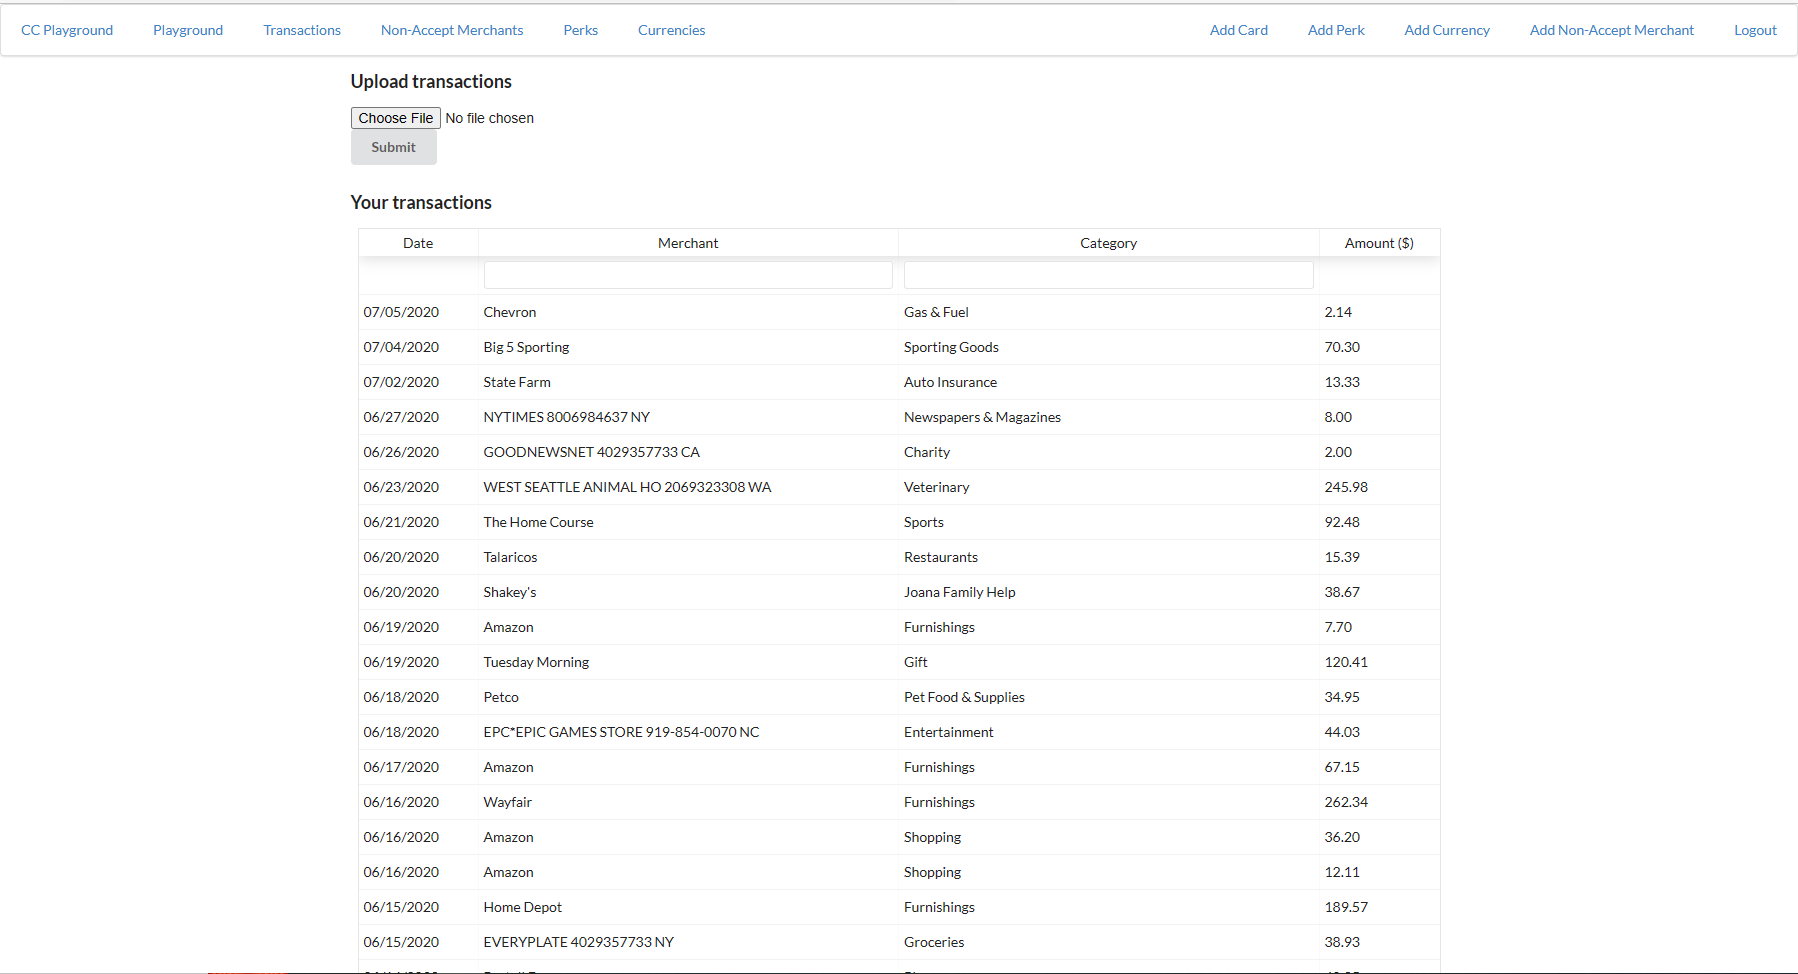 CC Playground Playground Transactions Non-Accept Merchants Perks Currencies Add Card Add Perk Add Currency Add Non-Accept Merchant Logout
Upload transactions
Choose File No file chosen
Submit
Your transactions
Date Merchant Category Amount ($)
07/05/2020 Chevron Gas & Fuel 2.14
07/04/2020 Big 5 Sporting Sporting Goods 70.30
07/02/2020 State Farm Auto Insurance 13.33
06/27/2020 NYTIMES 8006984637 NY Newspapers & Magazines 8.00
06/26/2020 GOODNEWSNET 4029357733 CA Charity 2.00
06/23/2020 WEST SEATTLE ANIMAL HO 2069323308 WA Veterinary 245.98
06/21/2020 The Home Course Sports 92.48
06/20/2020 Talaricos Restaurants 15.39
06/20/2020 Shakey's Joana Family Help 38.67
06/19/2020 Amazon Furnishings 7.70
06/19/2020 Tuesday Morning Gift 120.41
06/18/2020 Petco Pet Food & Supplies 34.95
06/18/2020 EPC*EPIC GAMES STORE 919-854-0070 NC Entertainment 44.03
06/17/2020 Amazon Furnishings 67.15
06/16/2020 Wayfair Furnishings 262.34
06/16/2020 Amazon Shopping 36.20
06/16/2020 Amazon Shopping 12.11
06/15/2020 Home Depot Furnishings 189.57
06/15/2020 EVERYPLATE 4029357733 NY Groceries 38.93